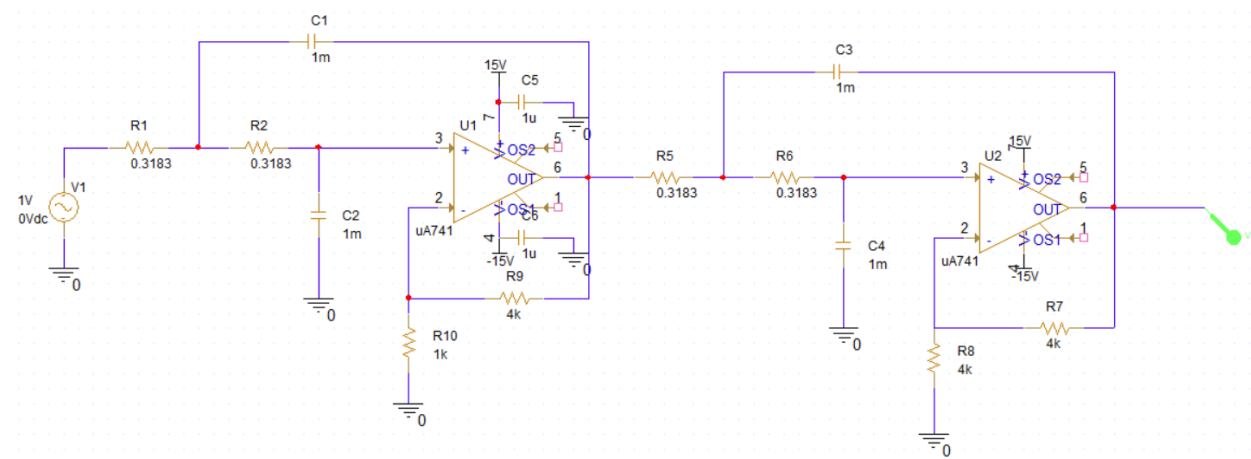 C1
1m
R1
0.3183
R2
0.3183
V1
1V
0Vdc
0
C2
1m
0
15V
C5
1u
0
7
U1
3
+
2
-
uA741
OS2
5
OUT
6
OS1
1
4
-15V
C6
1u
0
R9
4k
R10
1k
0
C3
1m
R5
0.3183
R6
0.3183
C4
1m
0
15V
U2
3
+
2
-
uA741
OS2
5
OUT
6
OS1
1
4
-15V
R7
4k
R8
4k
0